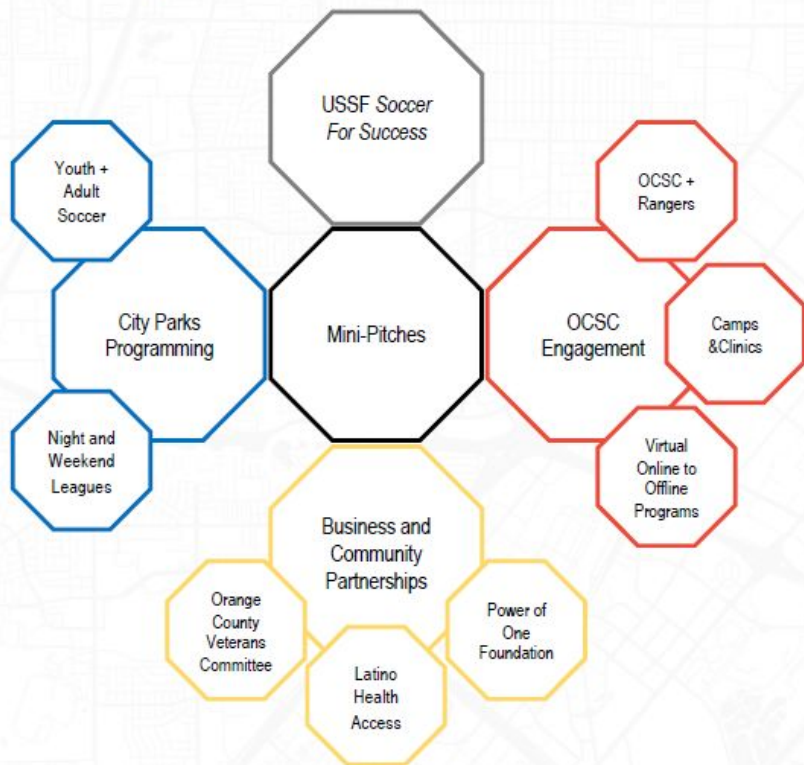 USSF Soccer
For Success
Youth +
Adult
Soccer
OCSC +
Rangers
City Parks
Programming
Mini-Pitches
OCSC
Engagement
Camps
&Clinics
Night and
Weekend
Leagues
Virtual
Online to
Offline
Programs
Business and
Community
Partnerships
Orange
County
Veterans
Committee
Latino
Health
Access
Power of
One
Foundation